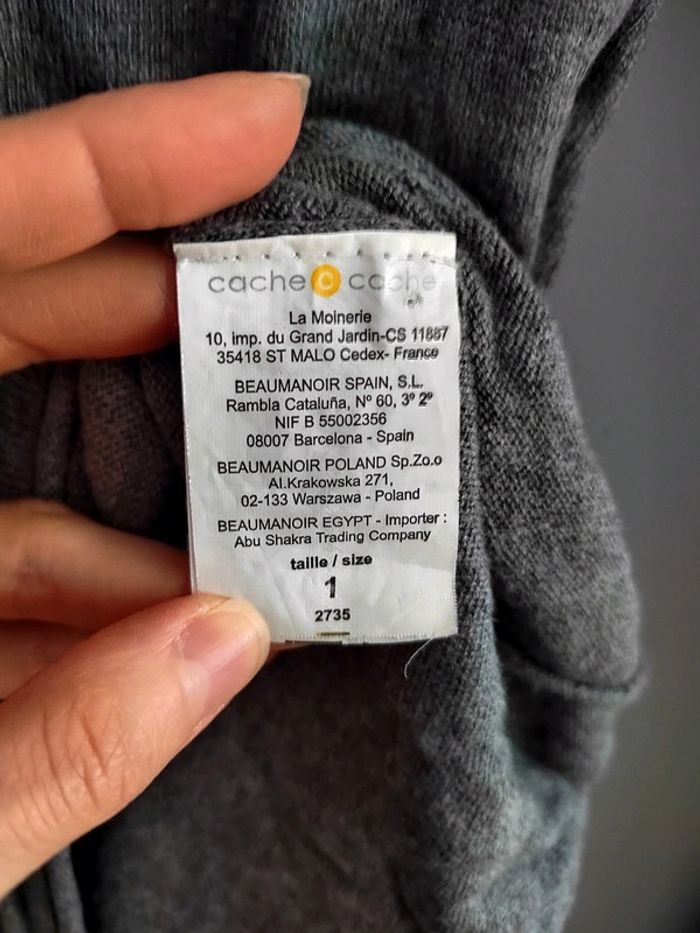 cache c cache
La Moinerie
10, imp. du Grand Jardin-CS 11887
35418 ST MALO Cedex- France
BEAUMANOIR SPAIN, S.L.
Rambla Cataluña, Nº 60, 3º 2ª
NIF B 55002356
08007 Barcelona - Spain
BEAUMANOIR POLAND Sp.Zo.o
Al.Krakowska 271,
02-133 Warszawa - Poland
BEAUMANOIR EGYPT - Importer :
Abu Shakra Trading Company
taille / size
1
2735